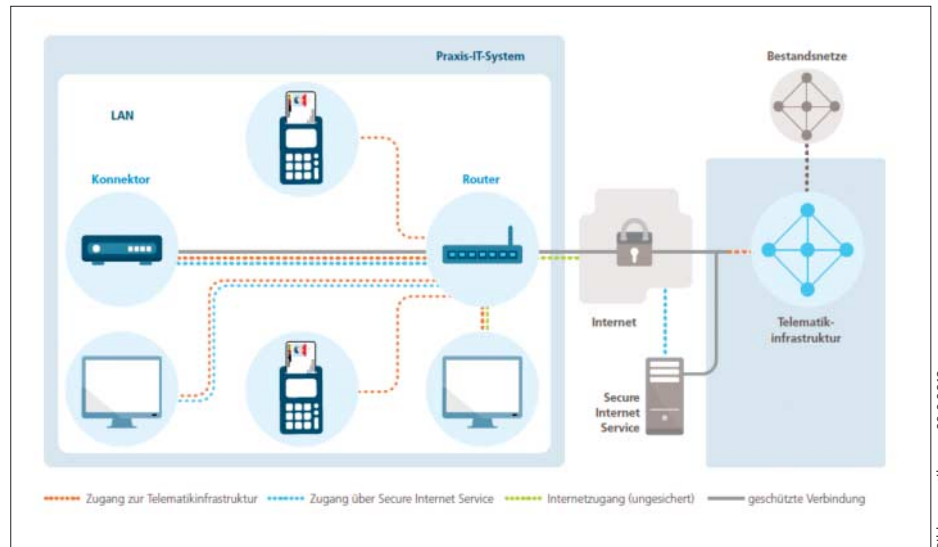 Praxis-IT-System
LAN
Konnektor
Router
Bestandsnetze
Internet
Telematik-
infrastruktur
Secure
Internet
Service
Zugang zur Telematikinfrastruktur
Zugang über Secure Internet Service
Internetzugang (ungesichert)
geschützte Verbindung